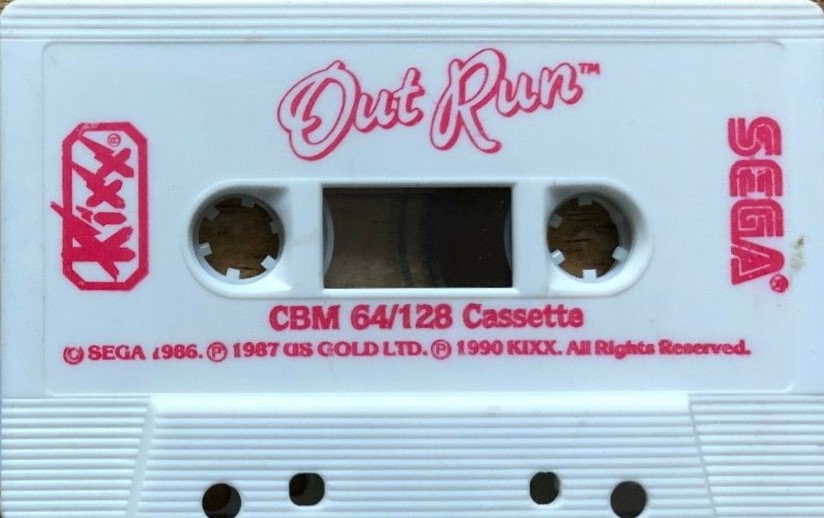 Out Run™
Kixx®
SEGA®
CBM 64/128 Cassette
© SEGA 1986. ℗ 1987 US GOLD LTD. ℗ 1990 KIXX. All Rights Reserved.